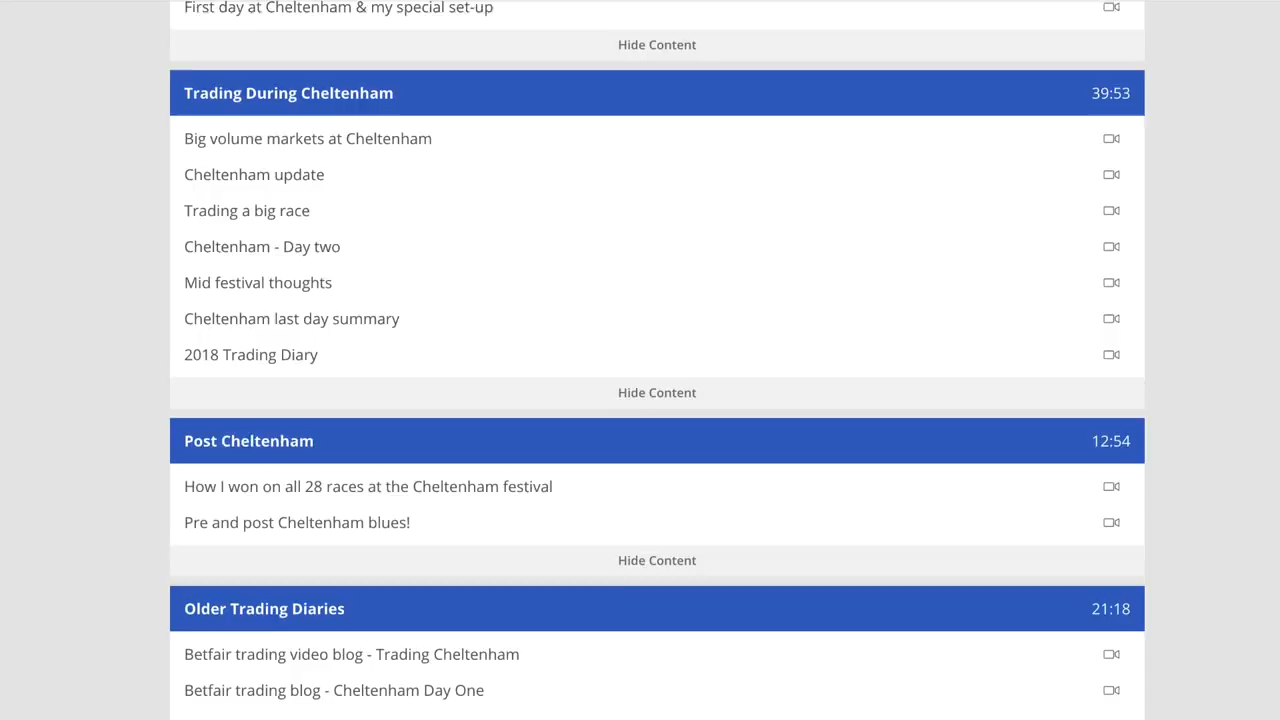 First day at Cheltenham & my special set-up
Hide Content
Trading During Cheltenham 39:53
Big volume markets at Cheltenham
Cheltenham update
Trading a big race
Cheltenham - Day two
Mid festival thoughts
Cheltenham last day summary
2018 Trading Diary
Hide Content
Post Cheltenham 12:54
How I won on all 28 races at the Cheltenham festival
Pre and post Cheltenham blues!
Hide Content
Older Trading Diaries 21:18
Betfair trading video blog - Trading Cheltenham
Betfair trading blog - Cheltenham Day One